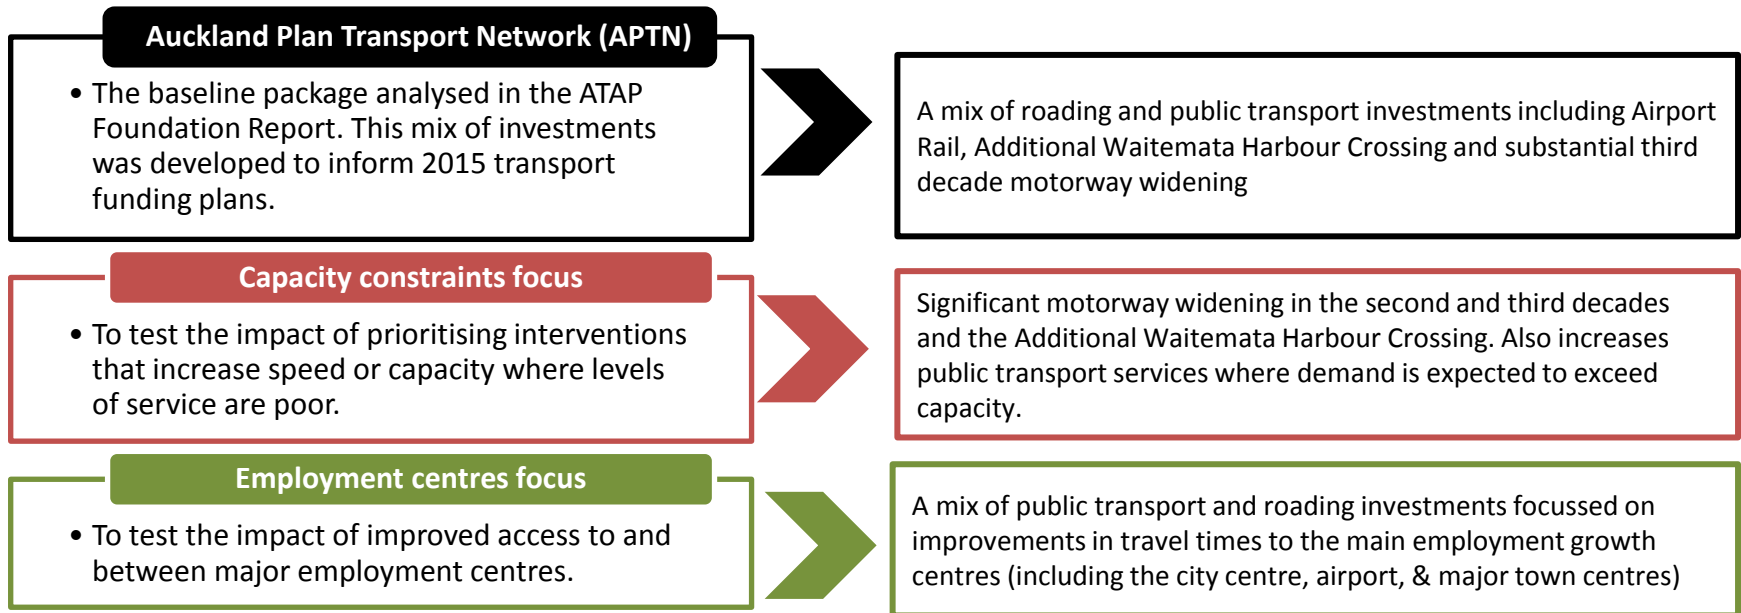 Auckland Plan Transport Network (APTN)
• The baseline package analysed in the ATAP
Foundation Report. This mix of investments
was developed to inform 2015 transport
funding plans.
A mix of roading and public transport investments including Airport
Rail, Additional Waitemata Harbour Crossing and substantial third
decade motorway widening
Capacity constraints focus
• To test the impact of prioritising interventions
that increase speed or capacity where levels
of service are poor.
Significant motorway widening in the second and third decades
and the Additional Waitemata Harbour Crossing. Also increases
public transport services where demand is expected to exceed
capacity.
Employment centres focus
• To test the impact of improved access to and
between major employment centres.
A mix of public transport and roading investments focussed on
improvements in travel times to the main employment growth
centres (including the city centre, airport, & major town centres)